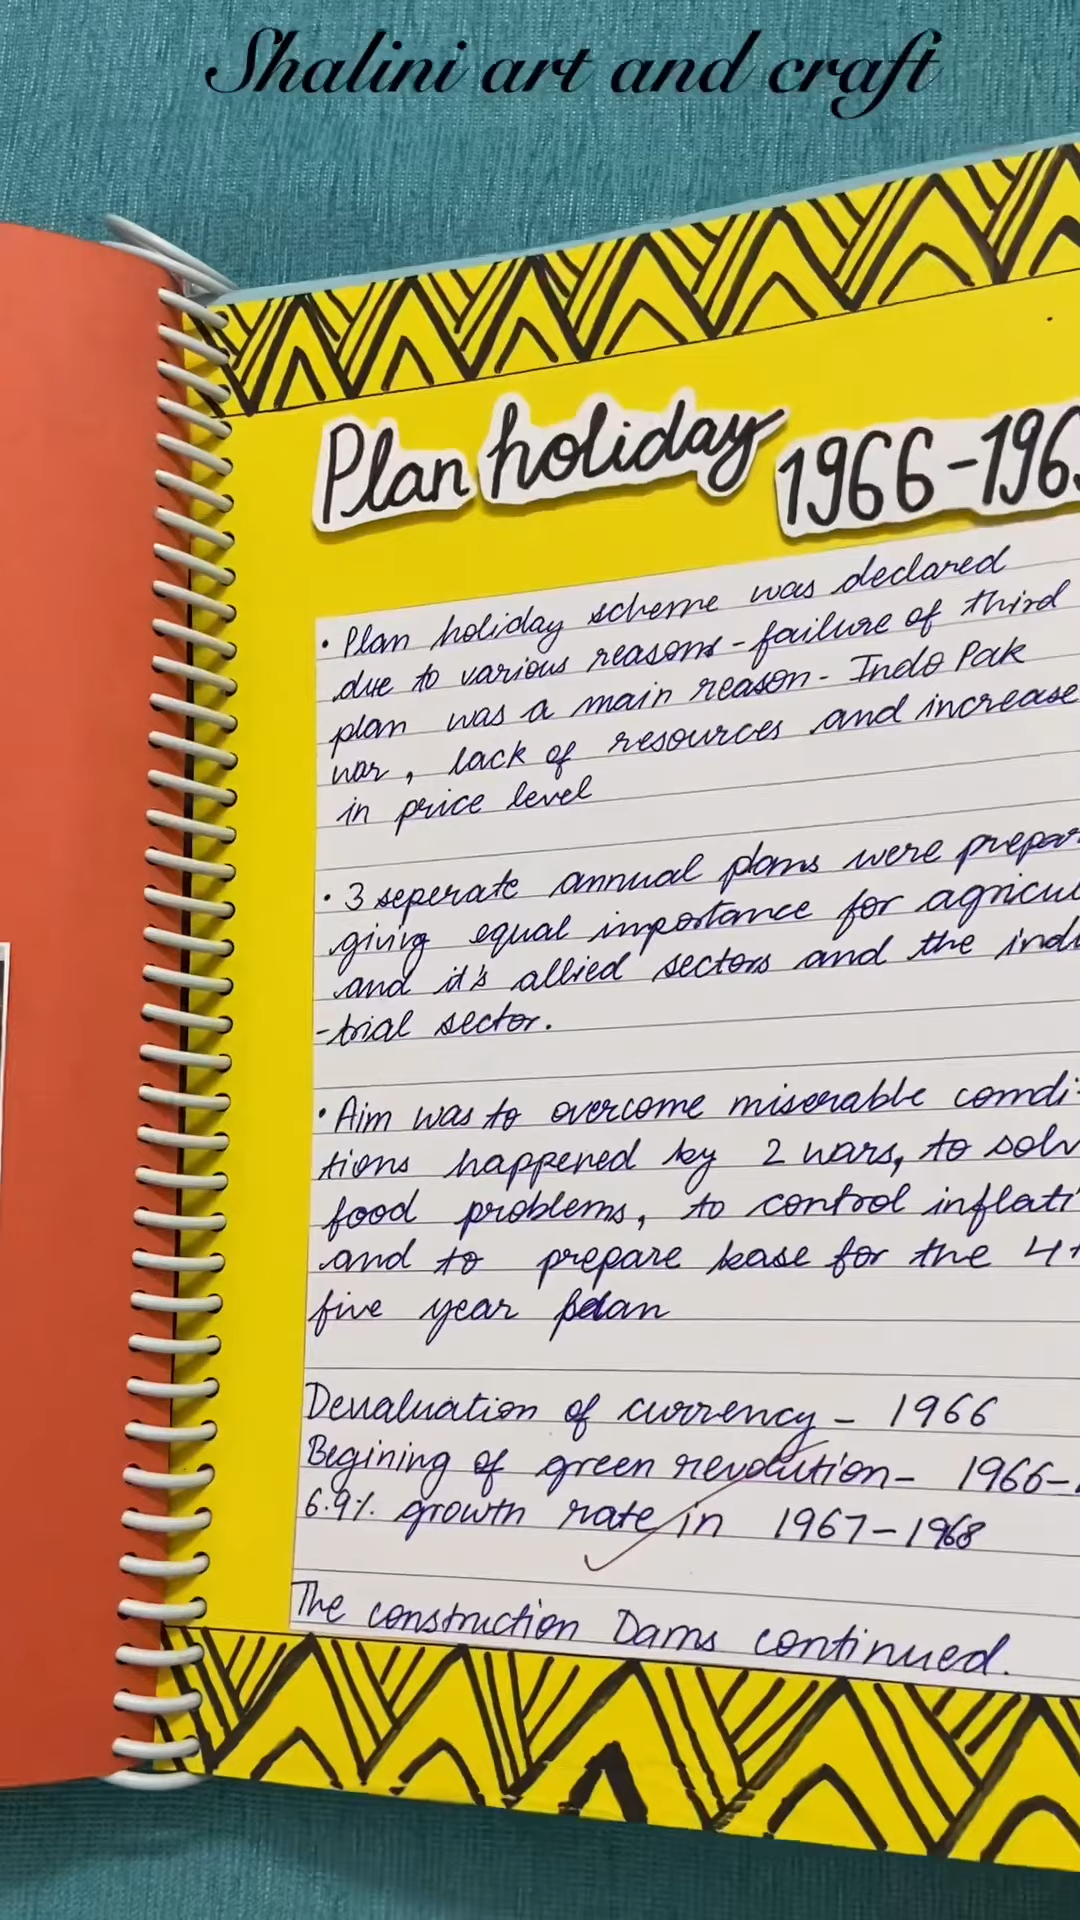 Shalini art and craft
Plan holiday 1966-196
• Plan holiday scheme was declared
due to various reasons - failure of third
plan was a main reason - Indo Pak
war, lack of resources and increase
in price level
• 3 seperate annual plans were prepar
giving equal importance for agricul
and it's allied sectors and the indu
-trial sector.
• Aim was to overcome miserable condi-
tions happened by 2 wars, to solv
food problems, to control inflati
and to prepare base for the 4t
five year plan
Devaluation of currency - 1966
Begining of green revolution - 1966-
6.9% growth rate in 1967-1968
The construction Dams continued.